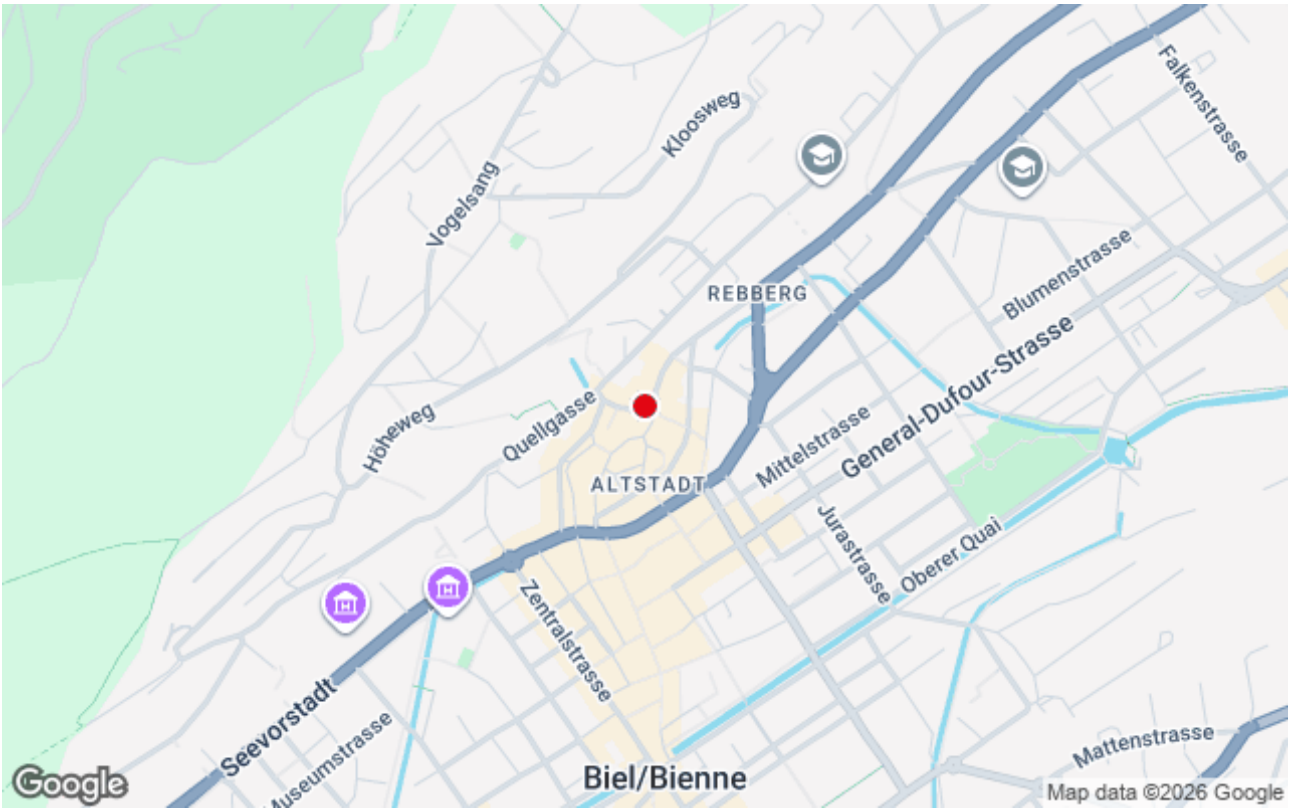 Falkenstrasse
Kloosweg
Vogelsang
Blumenstrasse
REBBERG
General-Dufour-Strasse
Höheweg
Quellgasse
Mittelstrasse
ALTSTADT
Jurastrasse
Oberer Quai
Zentralstrasse
Seevorstadt
Museumstrasse
Mattenstrasse
Biel/Bienne
Google
Map data ©2026 Google